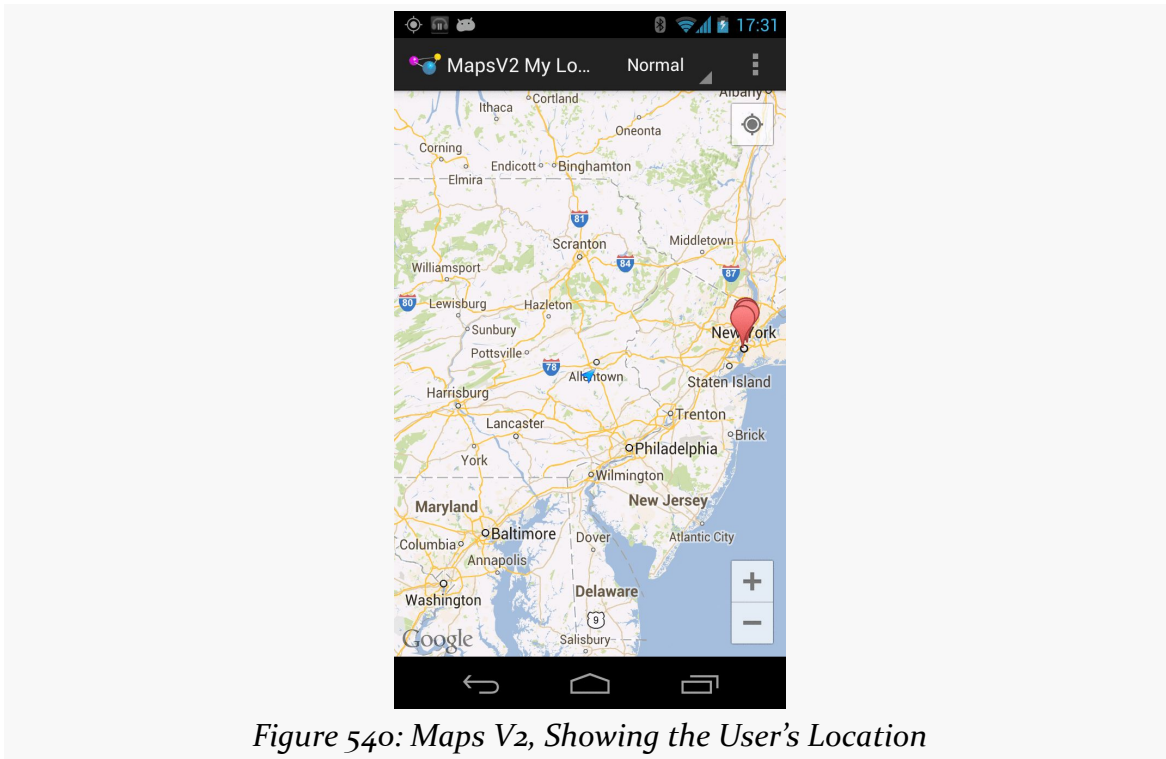 17:31
MapsV2 My Lo... Normal
Albany
Cortland
Ithaca
Oneonta
Corning
Endicott Binghamton
Elmira
81
Scranton Middletown
84
87
Williamsport
80 Lewisburg Hazleton
Sunbury
New York
Pottsville
78 Allentown
Staten Island
Harrisburg
Trenton
Lancaster
Brick
Philadelphia
York
Wilmington
New Jersey
Maryland
Baltimore Dover Atlantic City
Columbia
Annapolis
Washington Delaware
9
Google Salisbury
Figure 540: Maps V2, Showing the User's Location